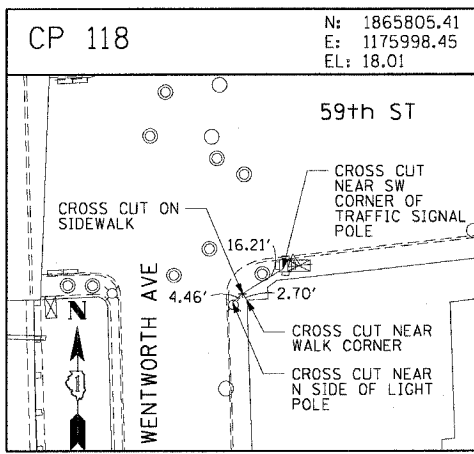 CP 118
N: 1865805.41
E: 1175998.45
EL: 18.01
59th ST
CROSS CUT
NEAR SW
CORNER OF
TRAFFIC SIGNAL
POLE
CROSS CUT ON
SIDEWALK
16.21'
4.46'
2.70'
WENTWORTH AVE
N
CROSS CUT NEAR
WALK CORNER
CROSS CUT NEAR
N SIDE OF LIGHT
POLE